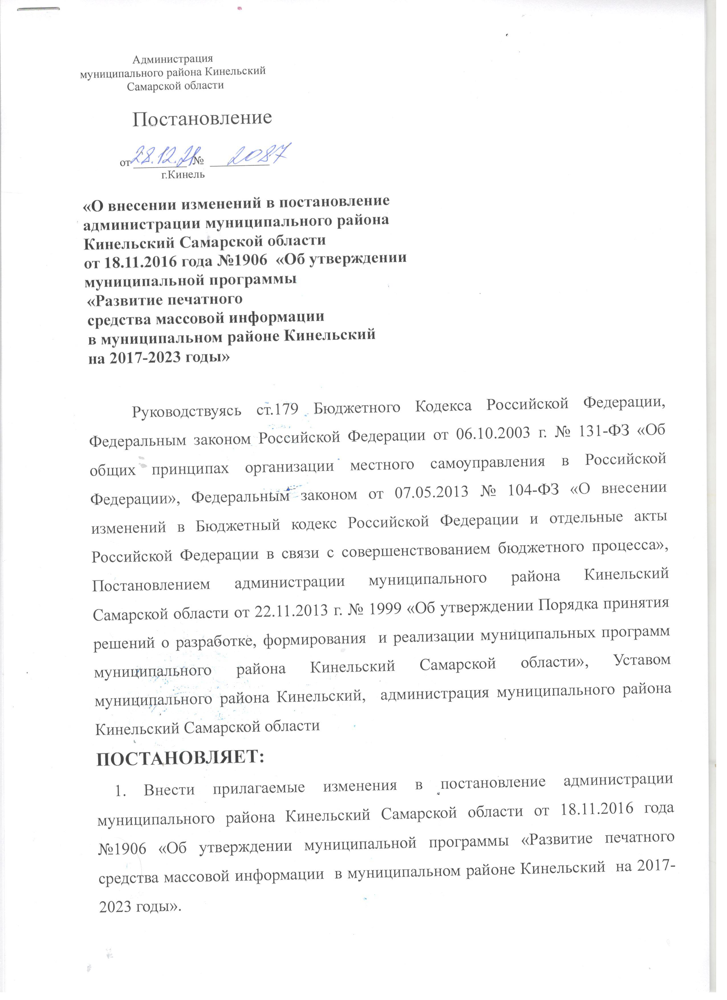 Администрация
муниципального района Кинельский
Самарской области
Постановление
от 28.12.21 № 2087
г.Кинель
«О внесении изменений в постановление
администрации муниципального района
Кинельский Самарской области
от 18.11.2016 года №1906 «Об утверждении
муниципальной программы
«Развитие печатного
средства массовой информации
в муниципальном районе Кинельский
на 2017-2023 годы»
Руководствуясь ст.179 Бюджетного Кодекса Российской Федерации,
Федеральным законом Российской Федерации от 06.10.2003 г. № 131-ФЗ «Об
общих принципах организации местного самоуправления в Российской
Федерации», Федеральным законом от 07.05.2013 № 104-ФЗ «О внесении
изменений в Бюджетный кодекс Российской Федерации и отдельные акты
Российской Федерации в связи с совершенствованием бюджетного процесса»,
Постановлением администрации муниципального района Кинельский
Самарской области от 22.11.2013 г. № 1999 «Об утверждении Порядка принятия
решений о разработке, формирования и реализации муниципальных программ
муниципального района Кинельский Самарской области», Уставом
муниципального района Кинельский, администрация муниципального района
Кинельский Самарской области
ПОСТАНОВЛЯЕТ:
1. Внести прилагаемые изменения в постановление администрации
муниципального района Кинельский Самарской области от 18.11.2016 года
№1906 «Об утверждении муниципальной программы «Развитие печатного
средства массовой информации в муниципальном районе Кинельский на 2017-
2023 годы».